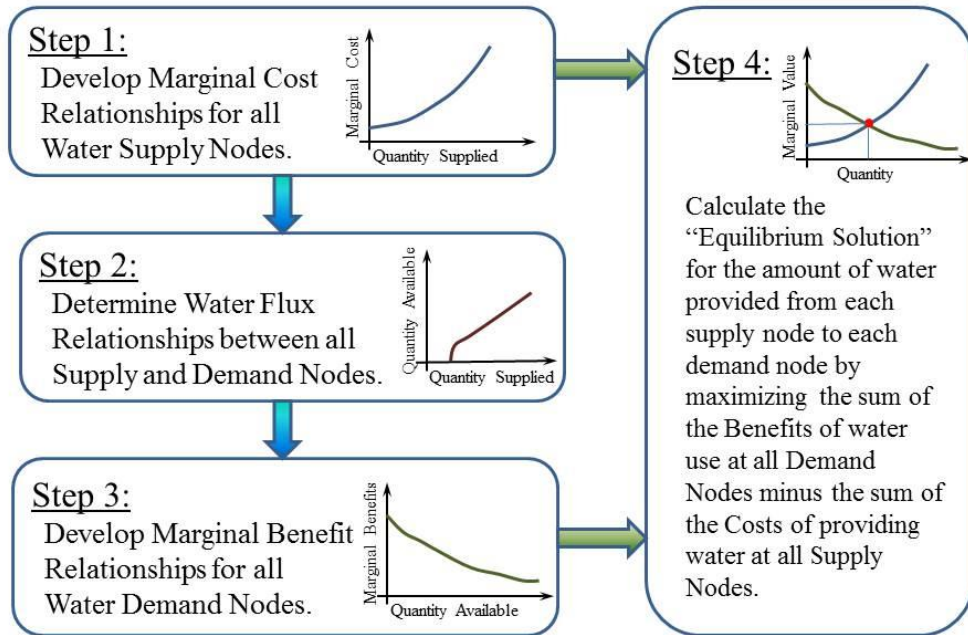 Step 1:
Develop Marginal Cost
Relationships for all
Water Supply Nodes.
Marginal Cost
Quantity Supplied
Step 2:
Determine Water Flux
Relationships between all
Supply and Demand Nodes.
Quantity Available
Quantity Supplied
Step 3:
Develop Marginal Benefit
Relationships for all
Water Demand Nodes.
Marginal Benefits
Quantity Available
Step 4:
Marginal Value
Quantity
Calculate the
“Equilibrium Solution”
for the amount of water
provided from each
supply node to each
demand node by
maximizing the sum of
the Benefits of water
use at all Demand
Nodes minus the sum of
the Costs of providing
water at all Supply
Nodes.